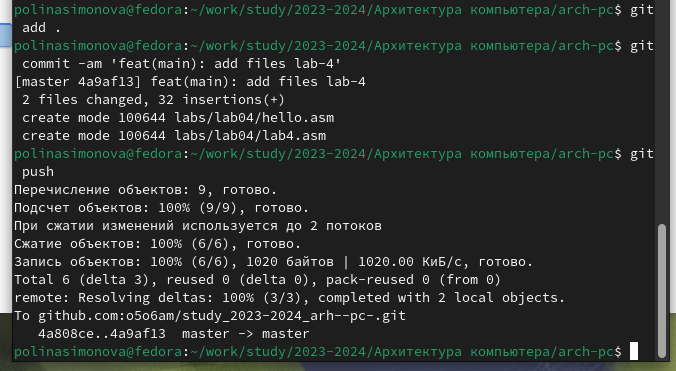 polinasimonova@fedora:~/work/study/2023-2024/Архитектура компьютера/arch-pc$ git
 add .
polinasimonova@fedora:~/work/study/2023-2024/Архитектура компьютера/arch-pc$ git
 commit -am 'feat(main): add files lab-4'
[master 4a9af13] feat(main): add files lab-4
 2 files changed, 32 insertions(+)
 create mode 100644 labs/lab04/hello.asm
 create mode 100644 labs/lab04/lab4.asm
polinasimonova@fedora:~/work/study/2023-2024/Архитектура компьютера/arch-pc$ git
 push
Перечисление объектов: 9, готово.
Подсчет объектов: 100% (9/9), готово.
При сжатии изменений используется до 2 потоков
Сжатие объектов: 100% (6/6), готово.
Запись объектов: 100% (6/6), 1020 байтов | 1020.00 КиБ/с, готово.
Total 6 (delta 3), reused 0 (delta 0), pack-reused 0 (from 0)
remote: Resolving deltas: 100% (3/3), completed with 2 local objects.
To github.com:o5o6am/study_2023-2024_arh--pc-.git
   4a808ce..4a9af13  master -> master
polinasimonova@fedora:~/work/study/2023-2024/Архитектура компьютера/arch-pc$